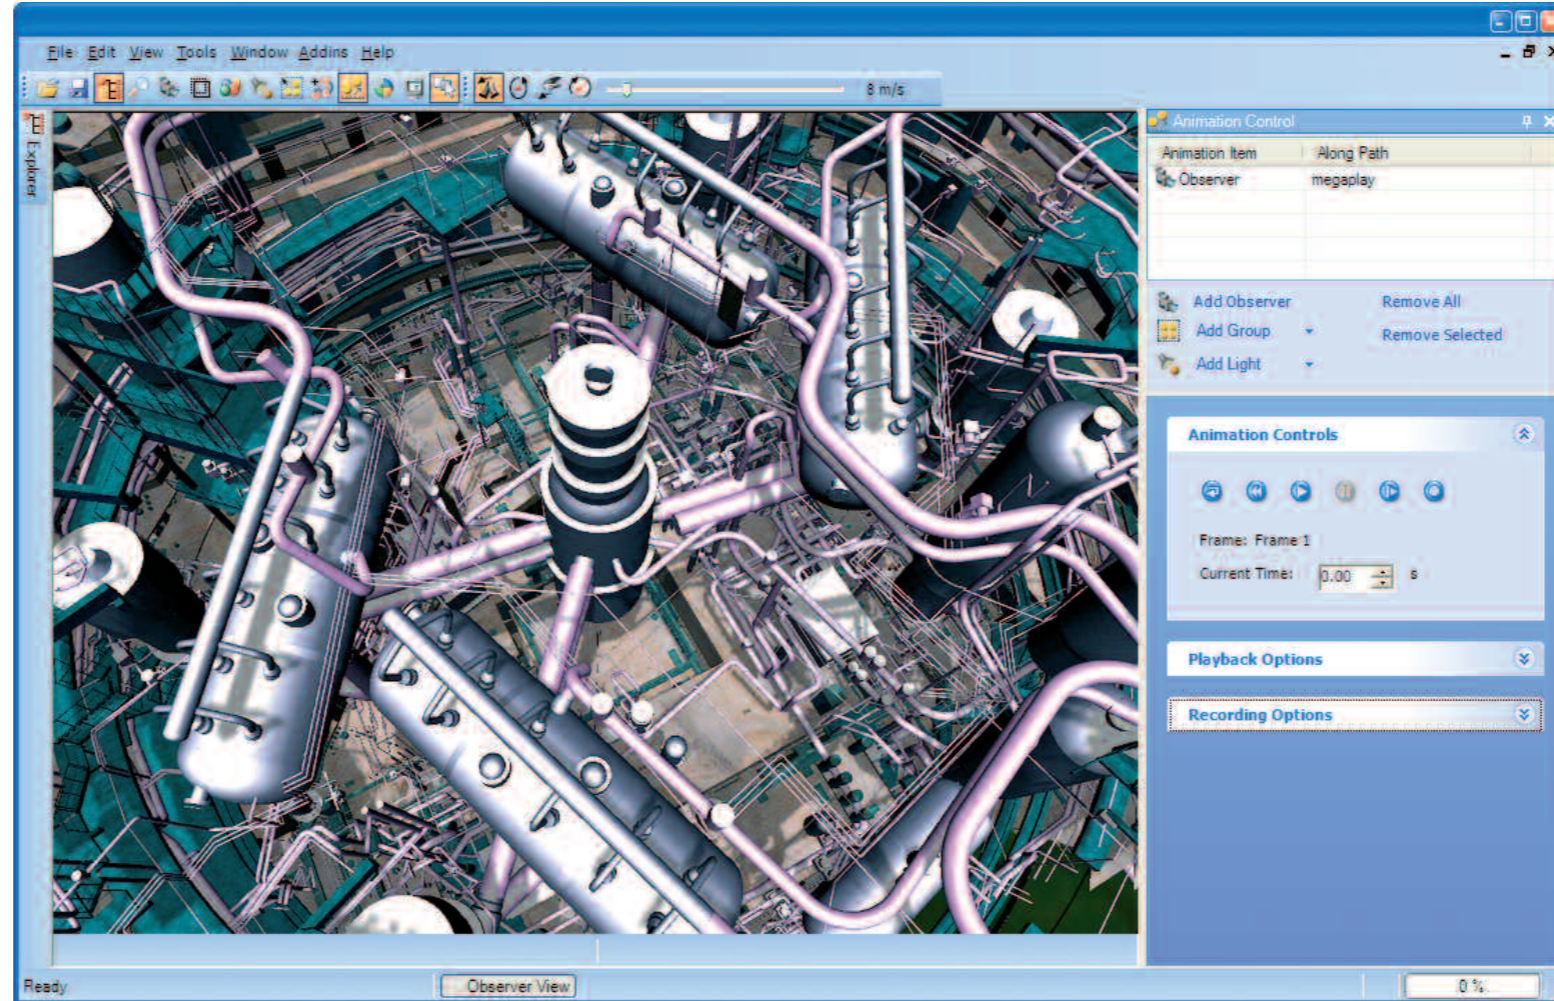 File Edit View Tools Window Addins Help
8 m/s
Explorer
Animation Control
Animation Item Along Path
Observer megaplay
Add Observer Remove All
Add Group Remove Selected
Add Light
Animation Controls
Frame: Frame 1
Current Time: 0.00 s
Playback Options
Recording Options
Ready Observer View 0 %